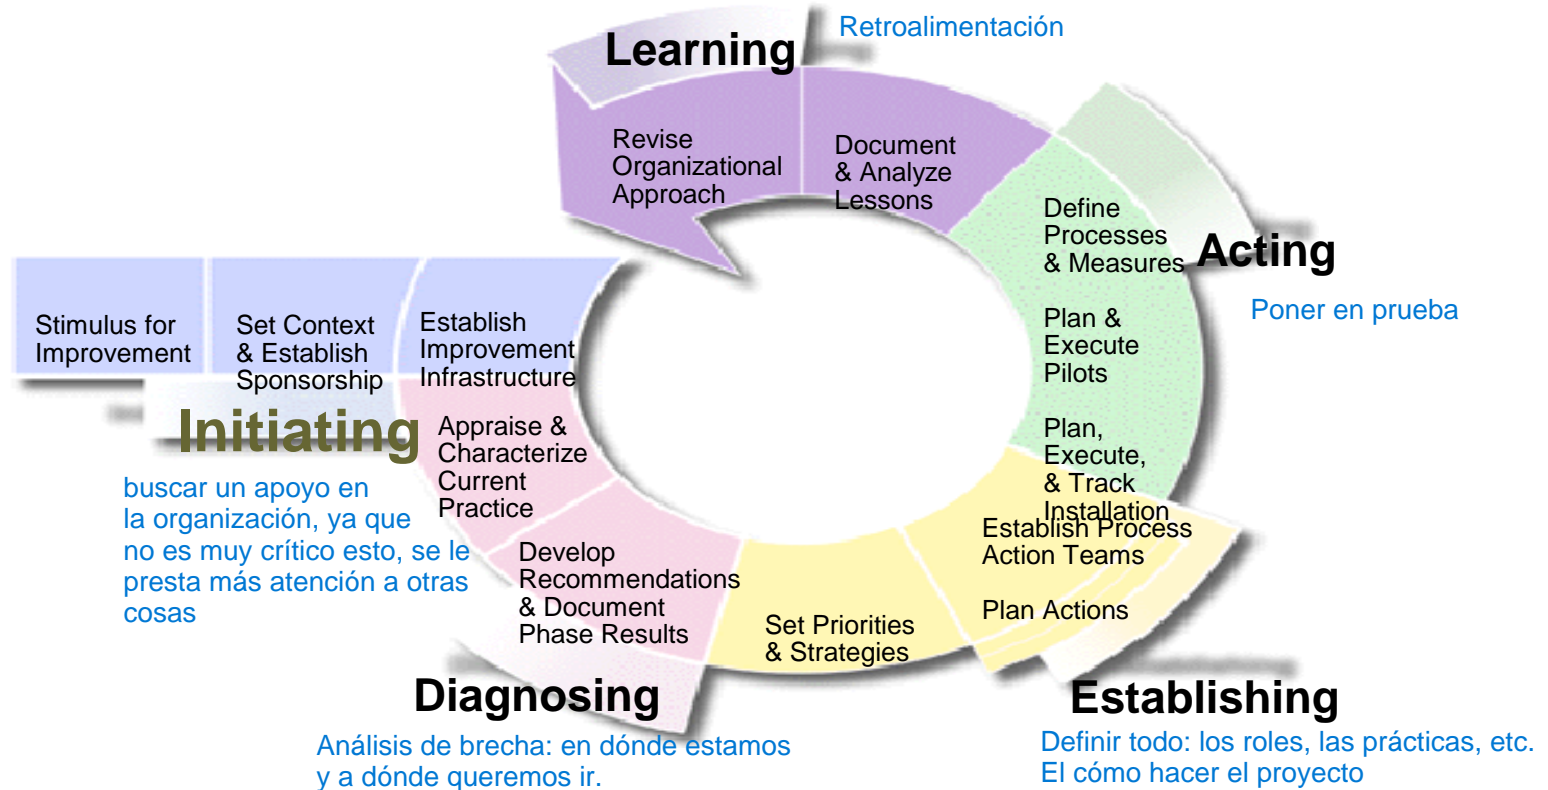 Retroalimentación
Learning
Revise
Organizational
Approach
Document
& Analyze
Lessons
Define
Processes
& Measures
Acting
Poner en prueba
Plan &
Execute
Pilots
Plan,
Execute,
& Track
Installation
Stimulus for
Improvement
Set Context
& Establish
Sponsorship
Establish
Improvement
Infrastructure
Initiating
buscar un apoyo en
la organización, ya que
no es muy crítico esto, se le
presta más atención a otras
cosas
Appraise &
Characterize
Current
Practice
Develop
Recommendations
& Document
Phase Results
Diagnosing
Análisis de brecha: en dónde estamos
y a dónde queremos ir.
Set Priorities
& Strategies
Establish Process
Action Teams
Plan Actions
Establishing
Definir todo: los roles, las prácticas, etc.
El cómo hacer el proyecto